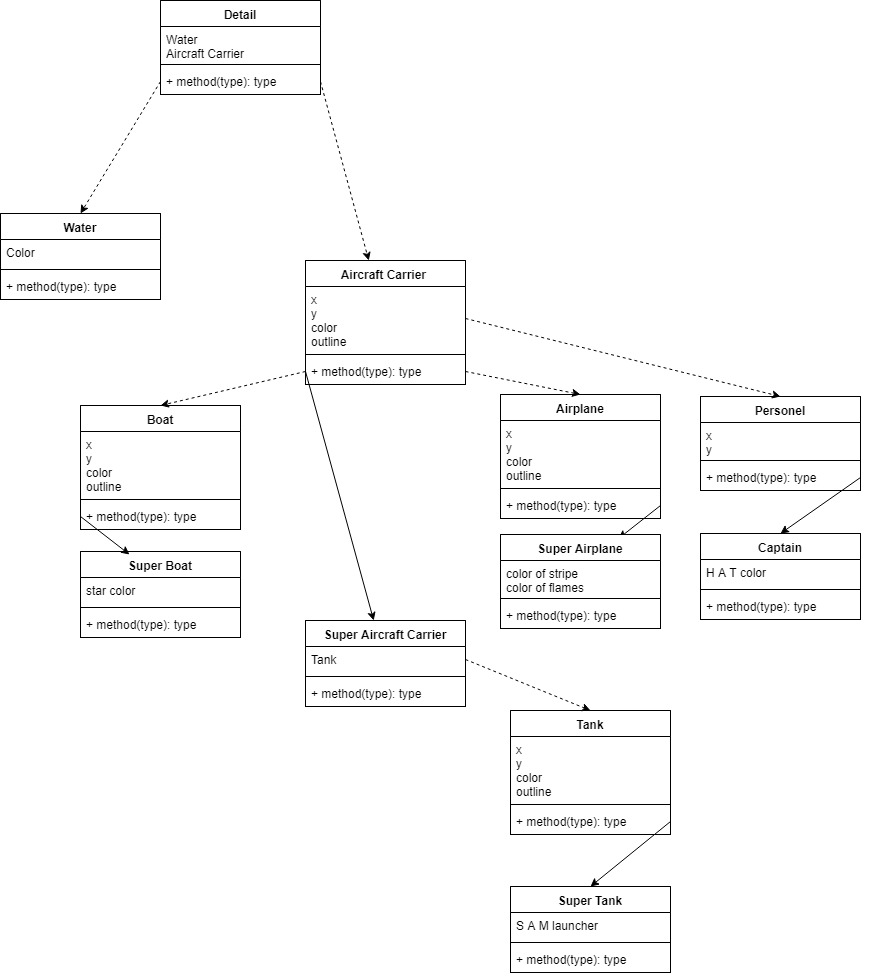 Detail
Water
Aircraft Carrier
+ method(type): type
Water
Color
+ method(type): type
Aircraft Carrier
x
y
color
outline
+ method(type): type
Boat
x
y
color
outline
+ method(type): type
Super Boat
star color
+ method(type): type
Airplane
x
y
color
outline
+ method(type): type
Super Airplane
color of stripe
color of flames
+ method(type): type
Personel
x
y
+ method(type): type
Captain
H A T color
+ method(type): type
Super Aircraft Carrier
Tank
+ method(type): type
Tank
x
y
color
outline
+ method(type): type
Super Tank
S A M launcher
+ method(type): type